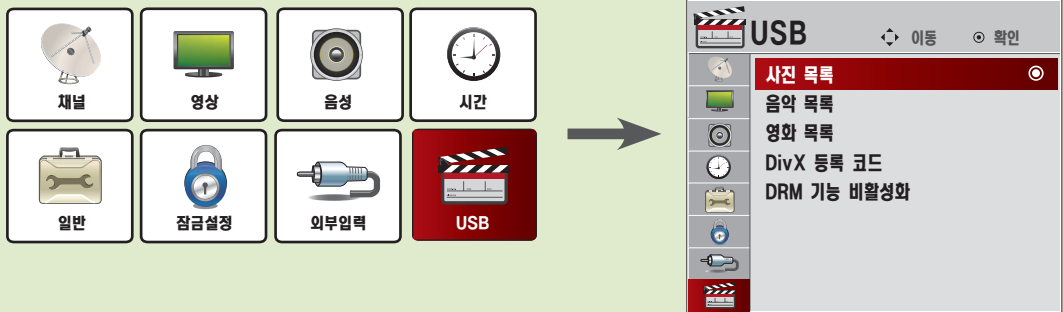 채널 영상 음성 시간
일반 잠금설정 외부입력 USB
USB 이동 확인
사진 목록
음악 목록
영화 목록
DivX 등록 코드
DRM 기능 비활성화